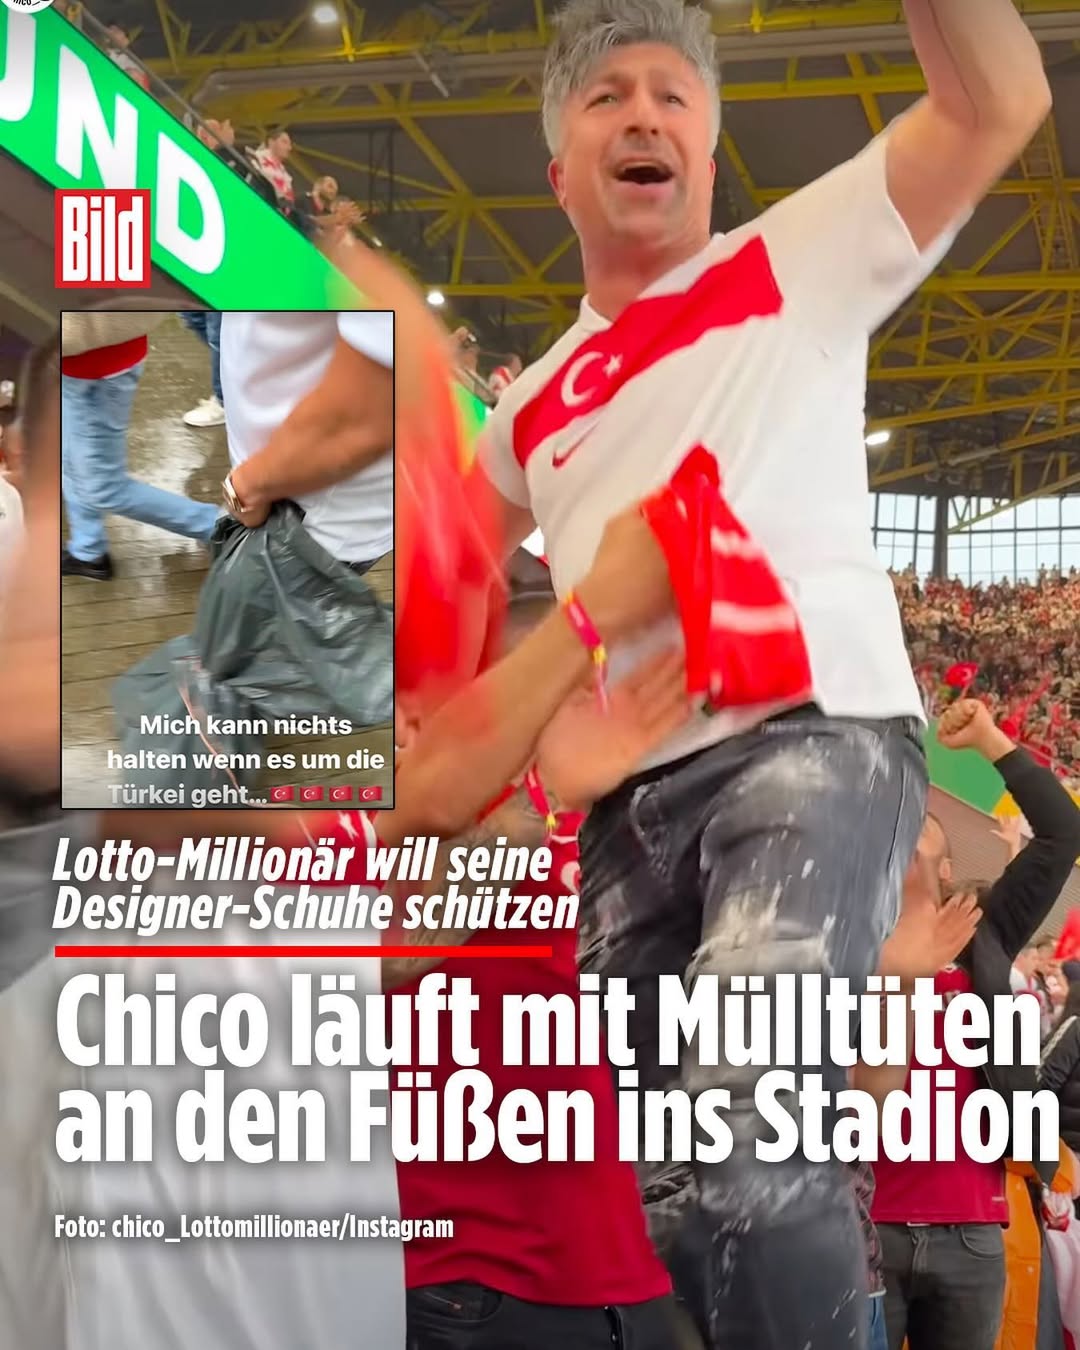 UND
Bild
Mich kann nichts
halten wenn es um die
Türkei geht...🇹🇷🇹🇷🇹🇷🇹🇷
Lotto-Millionär will seine
Designer-Schuhe schützen
Chico läuft mit Mülltüten
an den Füßen ins Stadion
Foto: chico_Lottomillionaer/Instagram